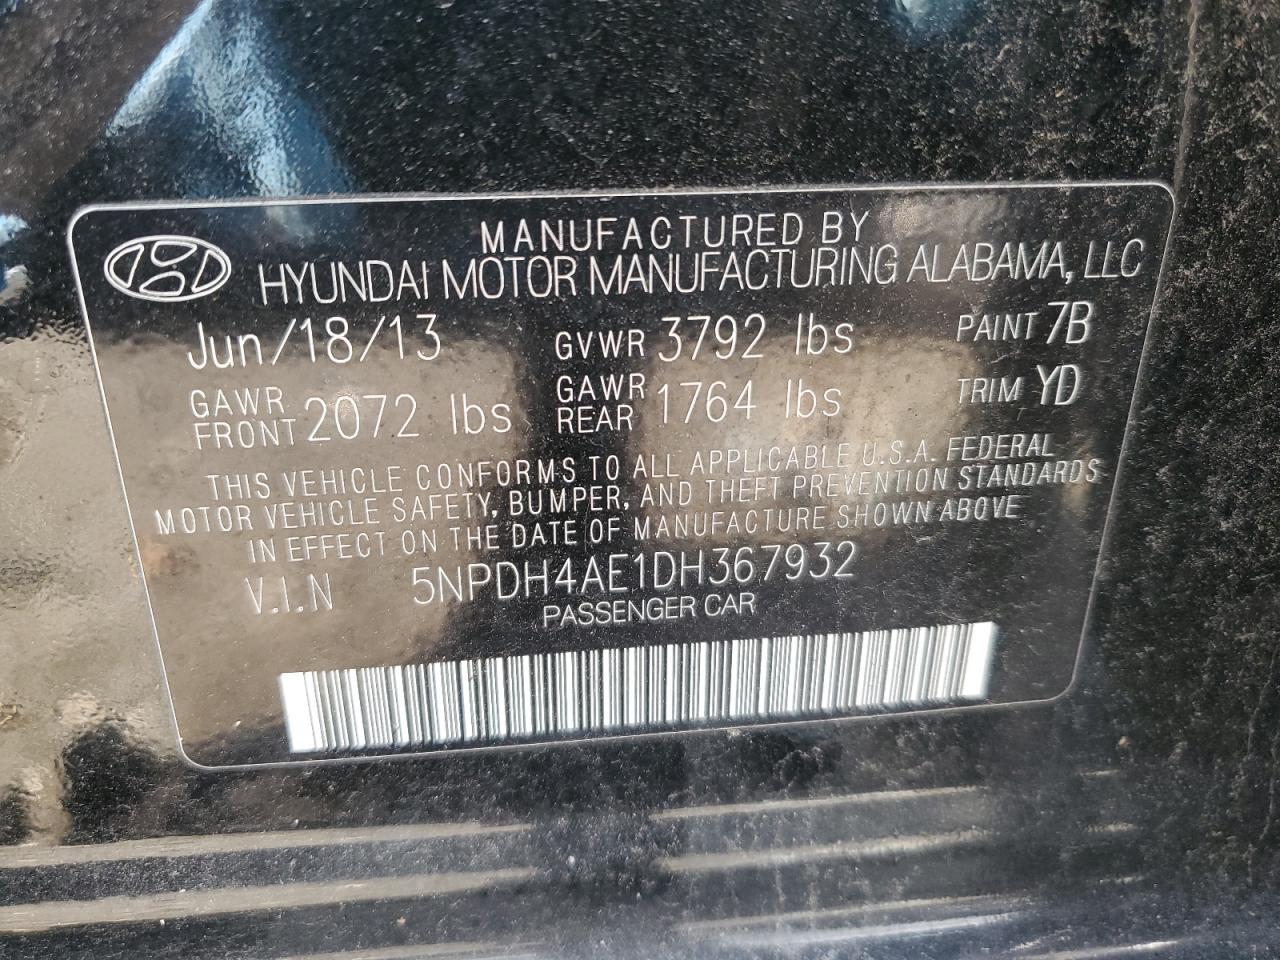 MANUFACTURED BY
HYUNDAI MOTOR MANUFACTURING ALABAMA, LLC
Jun/18/13 GVWR 3792 lbs PAINT 7B
GAWR FRONT 2072 lbs GAWR REAR 1764 lbs TRIM YD
THIS VEHICLE CONFORMS TO ALL APPLICABLE U.S.A. FEDERAL
MOTOR VEHICLE SAFETY, BUMPER, AND THEFT PREVENTION STANDARDS
IN EFFECT ON THE DATE OF MANUFACTURE SHOWN ABOVE
V.I.N 5NPDH4AE1DH367932
PASSENGER CAR